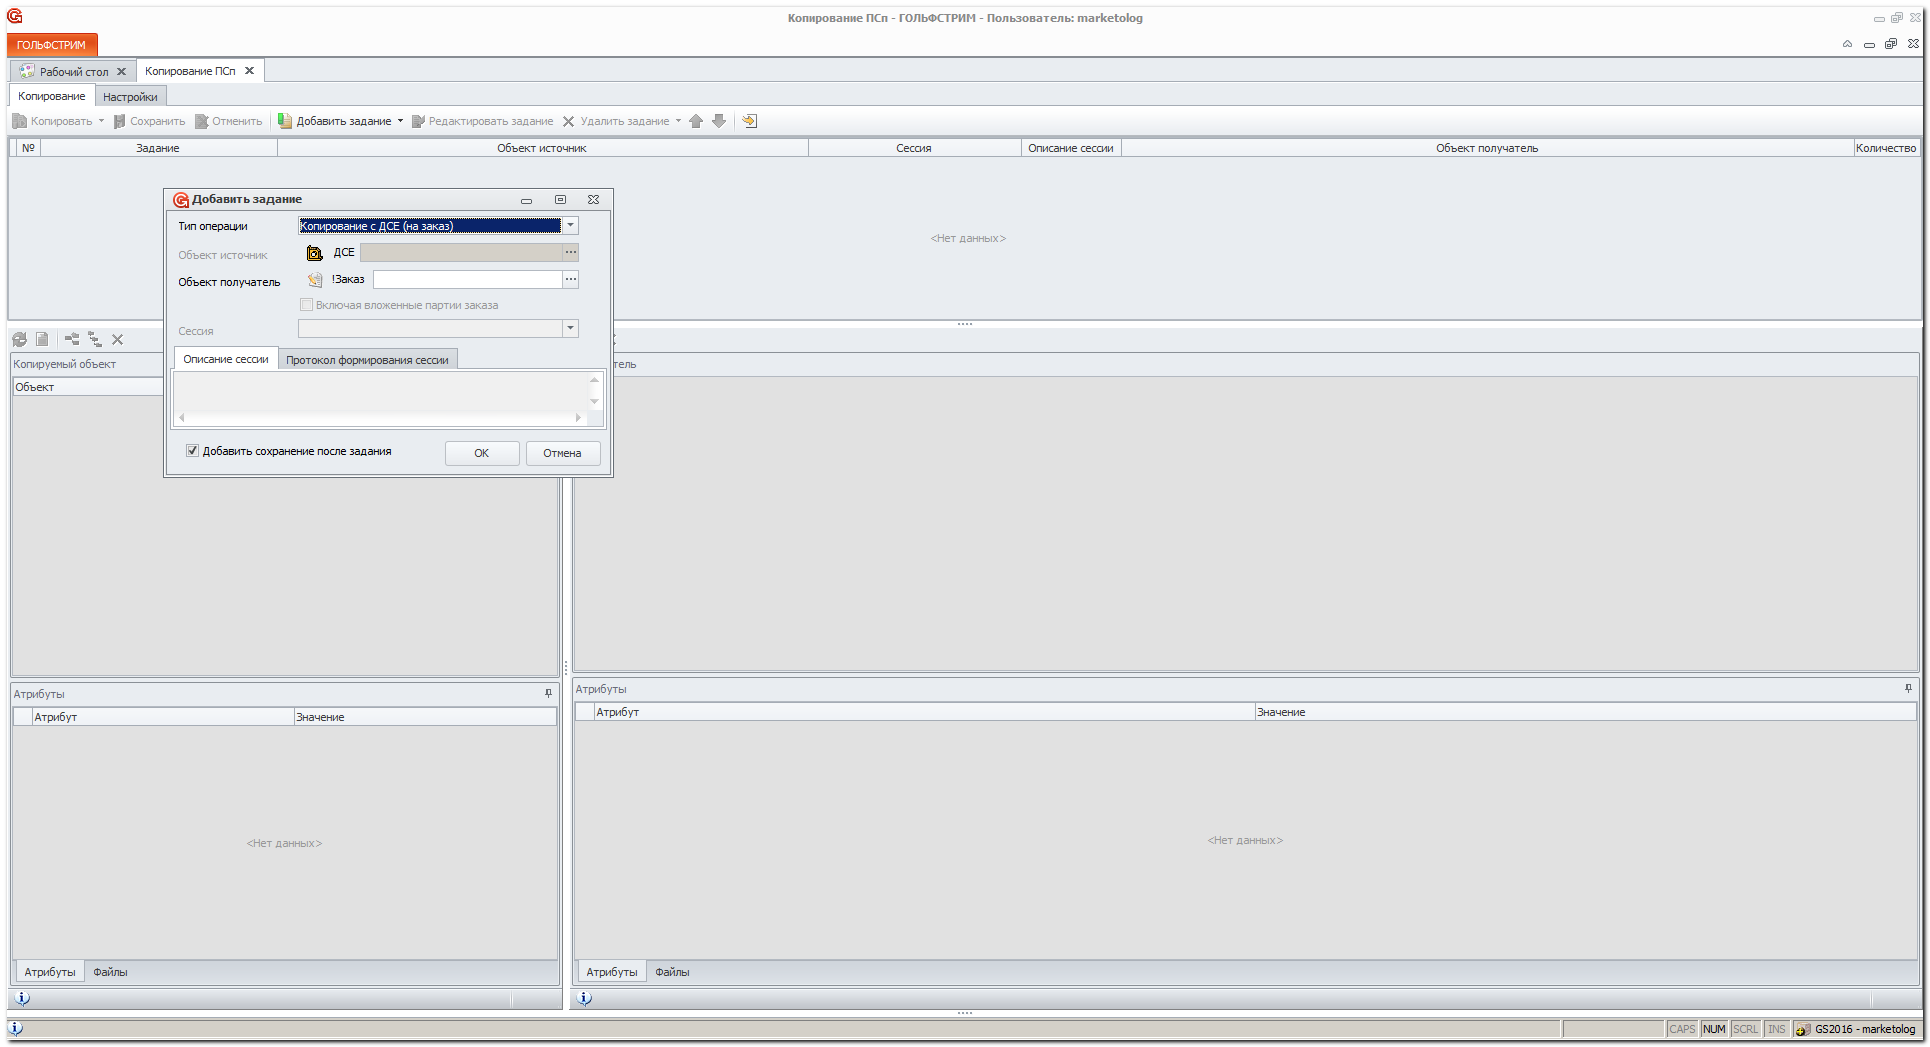 Копирование ПСп - ГОЛЬФСТРИМ - Пользователь: marketolog
ГОЛЬФСТРИМ
Рабочий стол Копирование ПСп
Копирование Настройки
Копировать Сохранить Отменить Добавить задание Редактировать задание Удалить задание
№ Задание Объект источник Сессия Описание сессии Объект получатель Количество
<Нет данных>
Добавить задание
Тип операции Копирование с ДСЕ (на заказ)
Объект источник ДСЕ
Объект получатель !Заказ
Включая вложенные партии заказа
Сессия
Описание сессии Протокол формирования сессии
Добавить сохранение после задания OK Отмена
Копируемый объект
тель
Объект
Атрибуты
Атрибут Значение
<Нет данных>
Атрибуты Файлы
Атрибуты
Атрибут Значение
<Нет данных>
Атрибуты Файлы
CAPS NUM SCRL INS GS2016 - marketolog